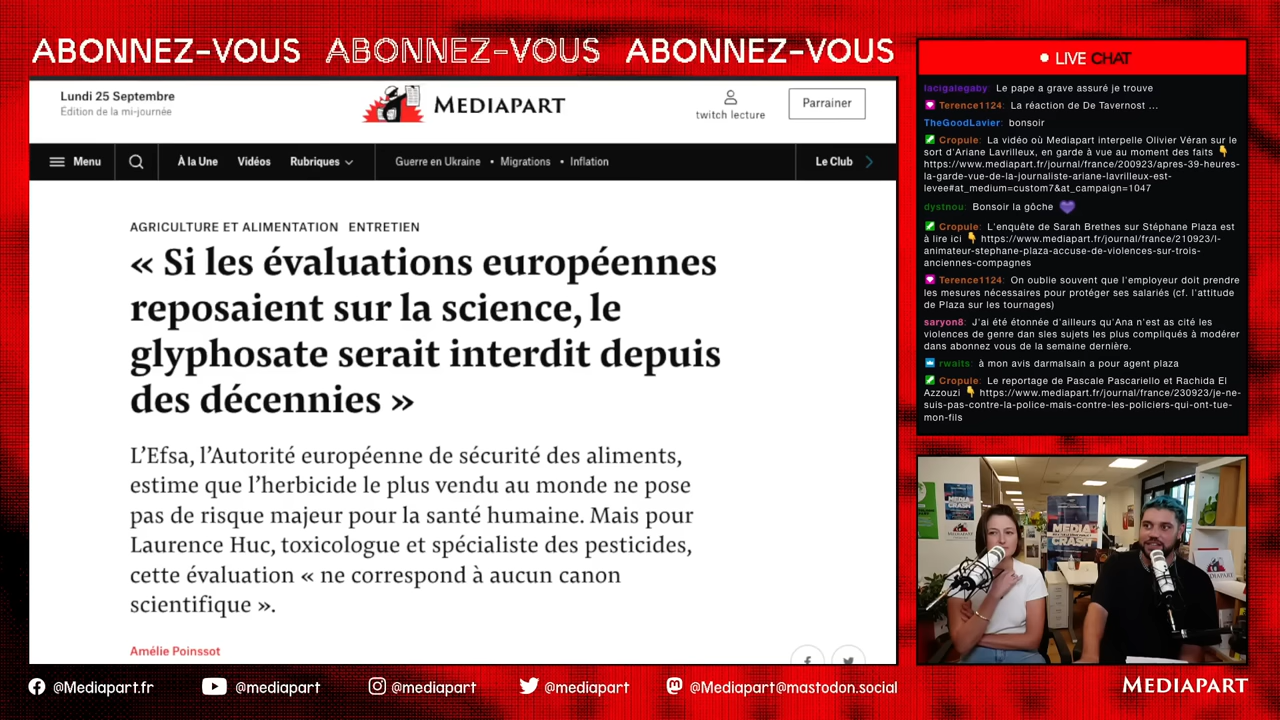 ABONNEZ-VOUS ABONNEZ-VOUS ABONNEZ-VOUS
Lundi 25 Septembre
Édition de la mi-journée
MEDIAPART
twitch lecture
Parrainer
Menu
À la Une
Vidéos
Rubriques
Guerre en Ukraine • Migrations • Inflation
Le Club
AGRICULTURE ET ALIMENTATION ENTRETIEN
« Si les évaluations européennes
reposaient sur la science, le
glyphosate serait interdit depuis
des décennies »
L’Efsa, l’Autorité européenne de sécurité des aliments,
estime que l’herbicide le plus vendu au monde ne pose
pas de risque majeur pour la santé humaine. Mais pour
Laurence Huc, toxicologue et spécialiste des pesticides,
cette évaluation « ne correspond à aucun canon
scientifique ».
Amélie Poinssot
LIVE CHAT
lacigalegaby: Le pape a grave assuré je trouve
Terence1124: La réaction de De Tavernost ...
TheGoodLavier: bonsoir
Cropule: La vidéo où Mediapart interpelle Olivier Véran sur le
sort d'Ariane Lavrilleux, en garde à vue au moment des faits 👇
https://www.mediapart.fr/journal/france/200923/apres-39-heures-
la-garde-vue-de-la-journaliste-ariane-lavrilleux-est-
levee#at_medium=custom7&at_campaign=1047
dystnou: Bonsoir la gôche 💜
Cropule: L'enquête de Sarah Brethes sur Stéphane Plaza est
à lire ici 👇 https://www.mediapart.fr/journal/france/210923/l-
animateur-stephane-plaza-accuse-de-violences-sur-trois-
anciennes-compagnes
Terence1124: On oublie souvent que l'employeur doit prendre
les mesures nécessaires pour protéger ses salariés (cf. l'attitude
de Plaza sur les tournages)
saryon8: J'ai été étonnée d'ailleurs qu'Ana n'est as cité les
violences de genre dan sles sujets les plus compliqués à modérer
dans abonnez vous de la semaine dernière.
rwaits: à mon avis darmalsain a pour agent plaza
Cropule: Le reportage de Pascale Pascariello et Rachida El
Azzouzi 👇 https://www.mediapart.fr/journal/france/230923/je-ne-
suis-pas-contre-la-police-mais-contre-les-policiers-qui-ont-tue-
mon-fils
MEDIA
CRASH
MEDIA
CRASH
MEDIAPART
@Mediapart.fr
@mediapart
@mediapart
@mediapart
@Mediapart@mastodon.social
MEDIAPART